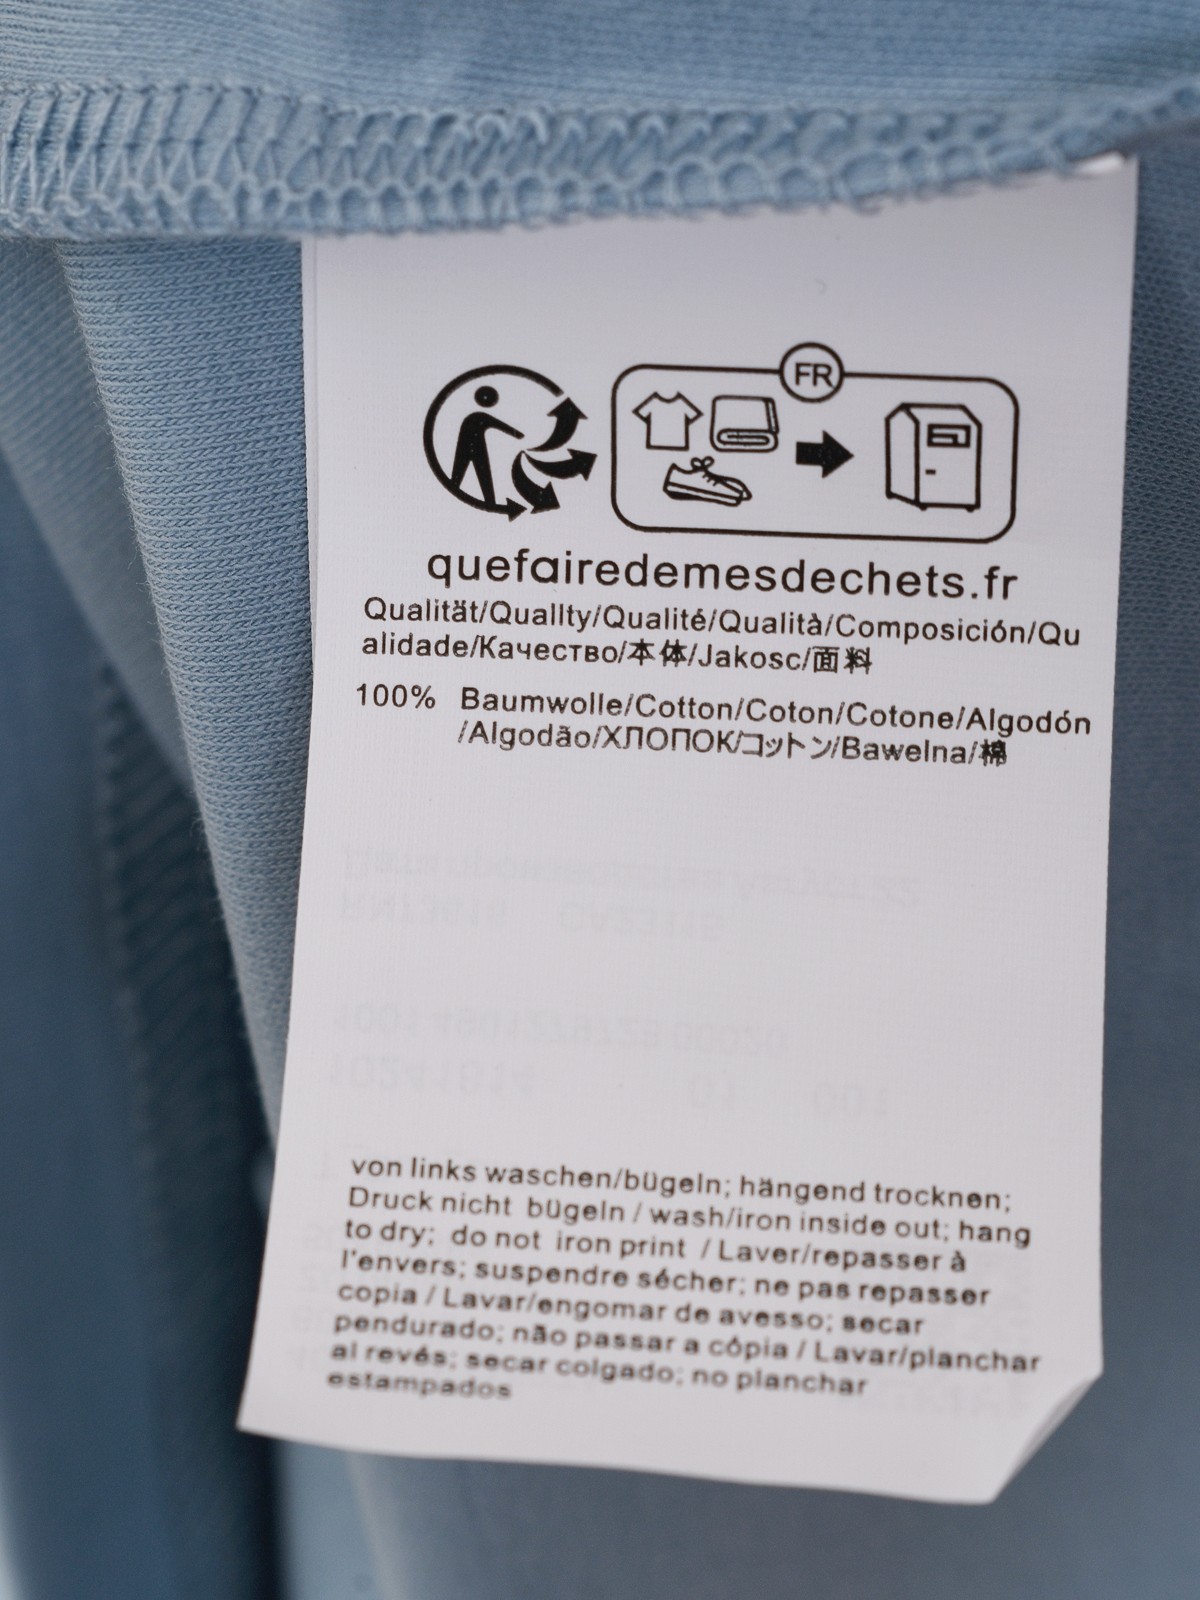 FR
quefairedemesdechets.fr
Qualität/Quallty/Qualité/Qualità/Composición/Qu
alidade/Качество/本体/Jakosc/面料
100% Baumwolle/Cotton/Coton/Cotone/Algodón
/Algodão/ХЛОПОК/コットン/Bawelna/棉
von links waschen/bügeln; hängend trocknen;
Druck nicht bügeln / wash/iron inside out; hang
to dry; do not iron print / Laver/repasser à
l'envers; suspendre sécher; ne pas repasser
copia / Lavar/engomar de avesso; secar
pendurado; não passar a cópia / Lavar/planchar
al revés; secar colgado; no planchar
estampados